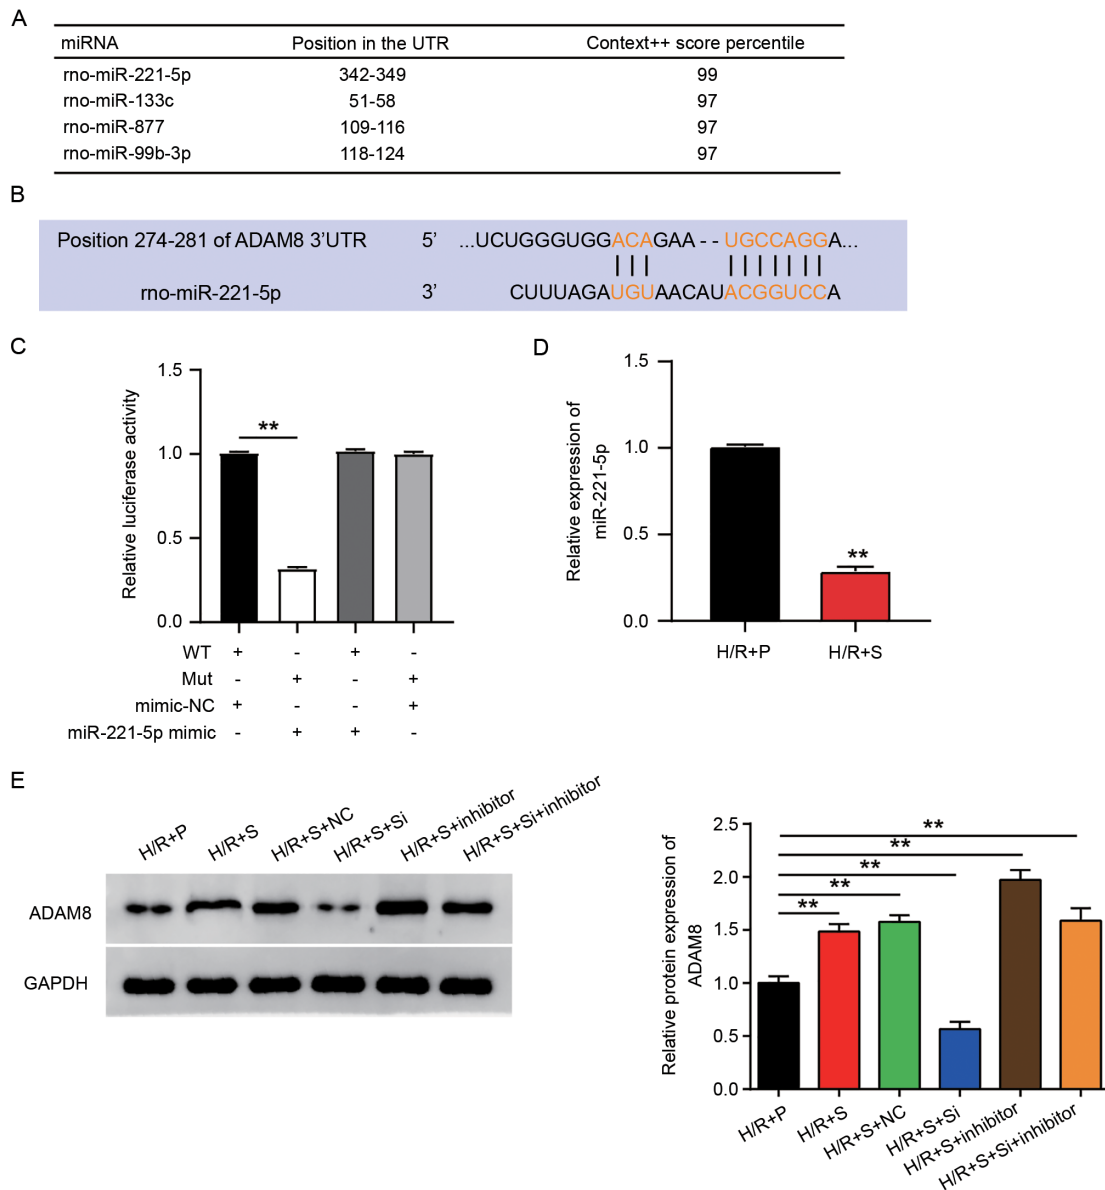 A
miRNA Position in the UTR Context++ score percentile
rno-miR-221-5p 342-349 99
rno-miR-133c 51-58 97
rno-miR-877 109-116 97
rno-miR-99b-3p 118-124 97
B
Position 274-281 of ADAM8 3'UTR 5' ...UCUGGGUGGACAGAA--UGCCAGGA...
rno-miR-221-5p 3' CUUUAGAUGUAACAUACGGUCCA
C
Relative luciferase activity
1.5
1.0
0.5
0.0
**
WT + - + -
Mut - + - +
mimic-NC + - - +
miR-221-5p mimic - + + -
D
Relative expression of
miR-221-5p
1.5
1.0
0.5
0.0
**
H/R+P H/R+S
E
H/R+P H/R+S H/R+S+NC H/R+S+Si H/R+S+inhibitor H/R+S+Si+inhibitor
ADAM8
GAPDH
Relative protein expression of
ADAM8
2.5
2.0
1.5
1.0
0.5
0.0
**
**
**
**
**
H/R+P H/R+S H/R+S+NC H/R+S+Si H/R+S+inhibitor H/R+S+Si+inhibitor